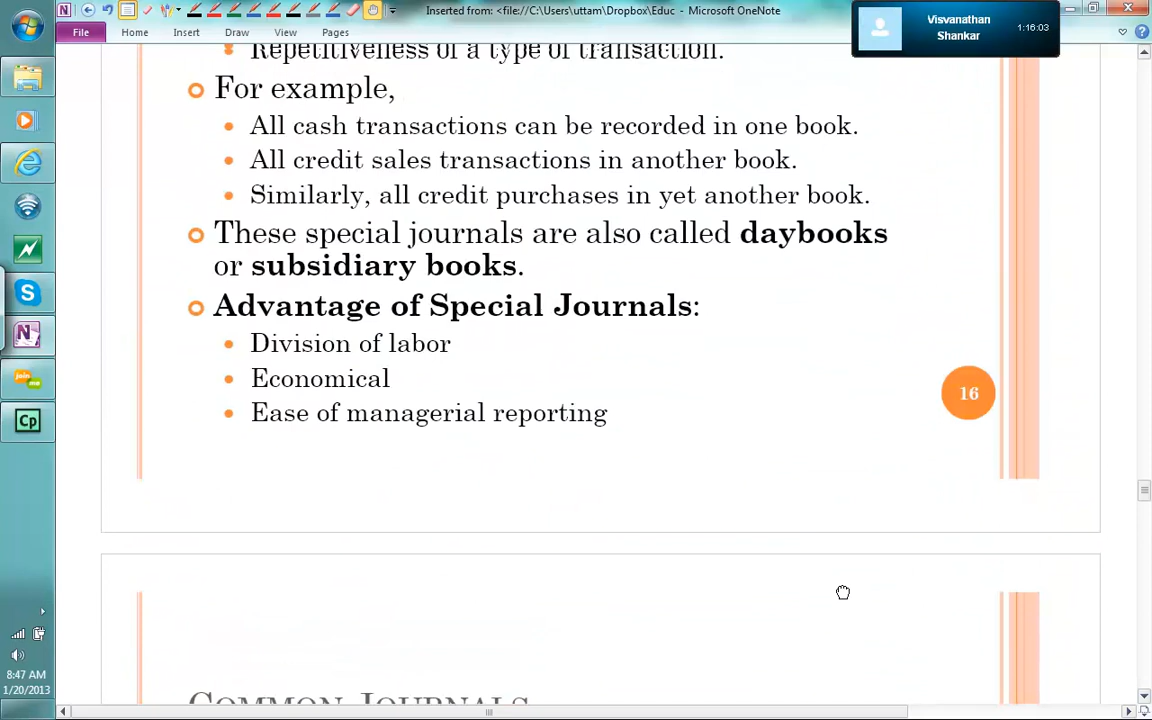 Inserted from: <file://C:\Users\uttam\Dropbox\Educ - Microsoft OneNote
Visvanathan
Shankar
1:16:03
File Home Insert Draw View Pages
Repetitiveness of a type of transaction.
For example,
All cash transactions can be recorded in one book.
All credit sales transactions in another book.
Similarly, all credit purchases in yet another book.
These special journals are also called daybooks
or subsidiary books.
Advantage of Special Journals:
Division of labor
Economical
Ease of managerial reporting
16
COMMON JOURNALS
join
me
Cp
8:47 AM
1/20/2013